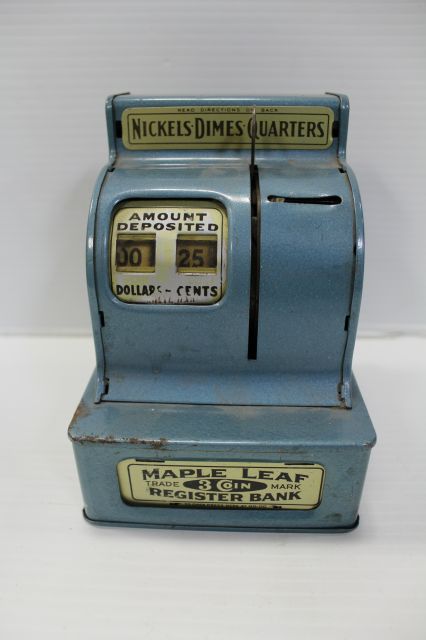 READ DIRECTIONS ON BACK
NICKELS·DIMES·QUARTERS
AMOUNT
DEPOSITED
00 25
DOLLARS - CENTS
MAPLE LEAF
TRADE 3 COIN MARK
REGISTER BANK